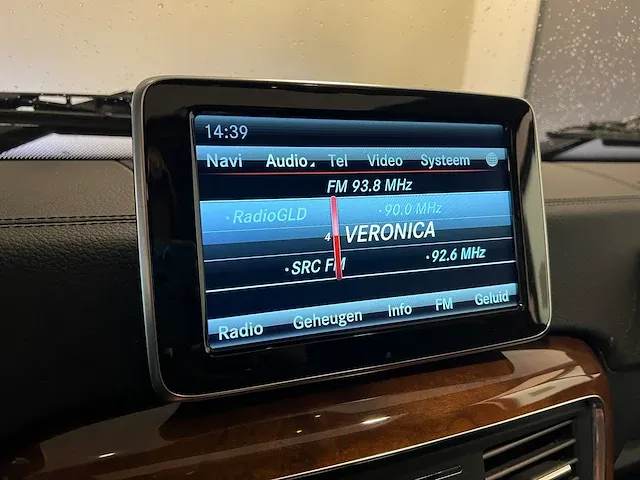 14:39
Navi Audio Tel Video Systeem
FM 93.8 MHz
·RadioGLD ·90.0 MHz
4 VERONICA
·SRC FM ·92.6 MHz
Radio Geheugen Info FM Geluid